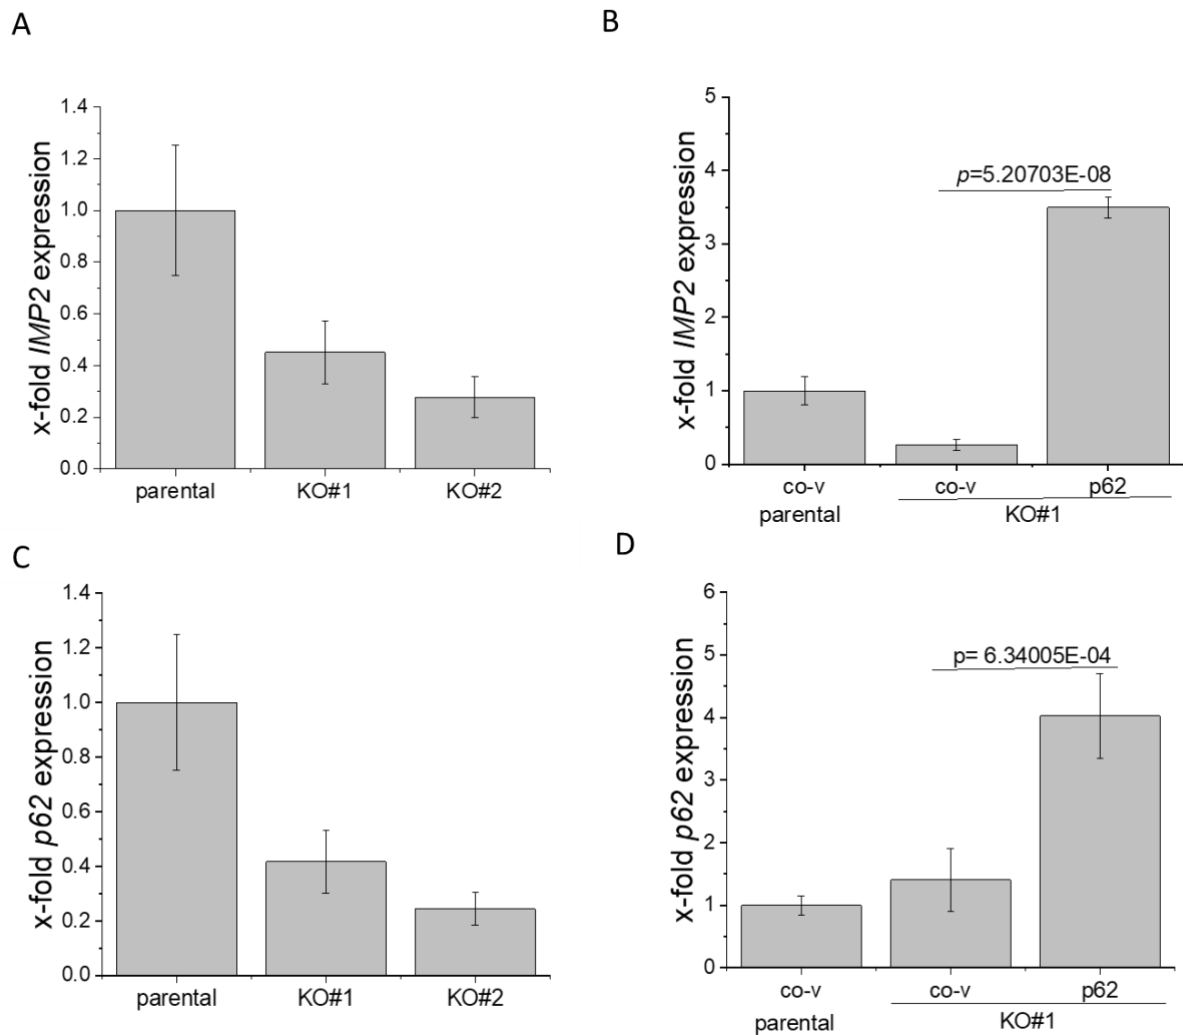 A
x-fold IMP2 expression
1.4
1.2
1.0
0.8
0.6
0.4
0.2
0.0
parental KO#1 KO#2
B
x-fold IMP2 expression
5
4
3
2
1
0
p=5.20703E-08
co-v co-v p62
parental KO#1
C
x-fold p62 expression
1.4
1.2
1.0
0.8
0.6
0.4
0.2
0.0
parental KO#1 KO#2
D
x-fold p62 expression
6
5
4
3
2
1
0
p= 6.34005E-04
co-v co-v p62
parental KO#1